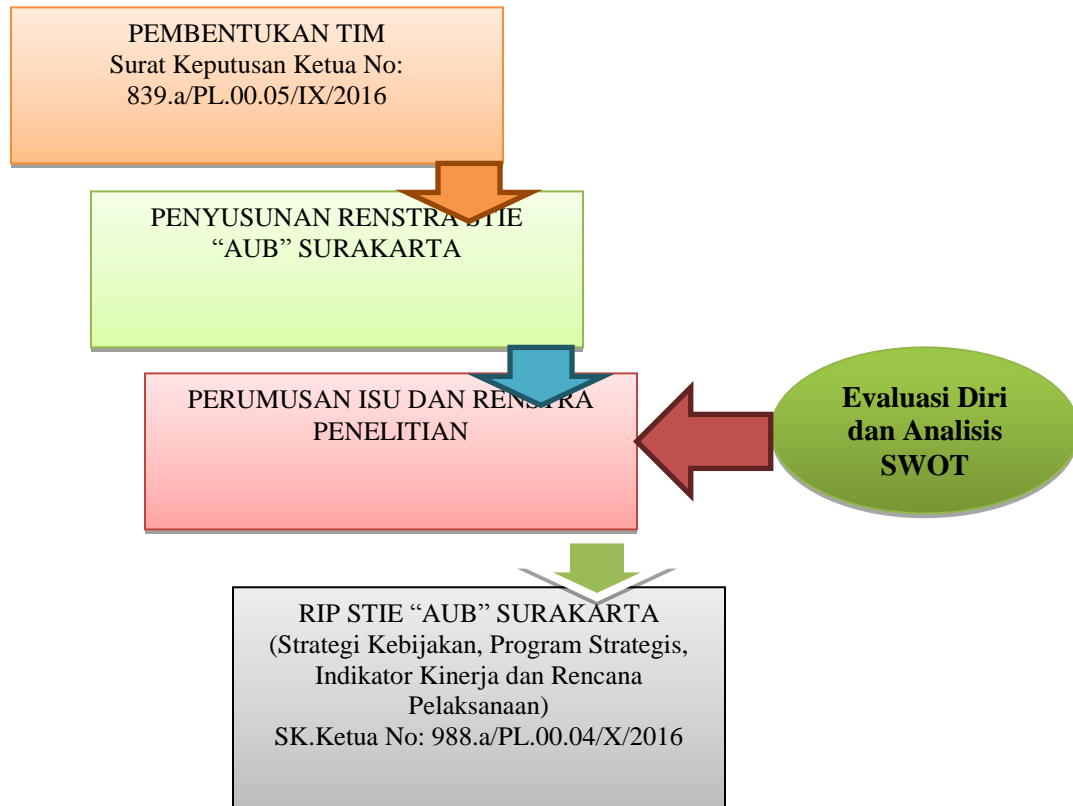 PEMBENTUKAN TIM
Surat Keputusan Ketua No:
839.a/PL.00.05/IX/2016
PENYUSUNAN RENSTRA STIE
“AUB” SURAKARTA
PERUMUSAN ISU DAN RENSTRA
PENELITIAN
Evaluasi Diri
dan Analisis
SWOT
RIP STIE “AUB” SURAKARTA
(Strategi Kebijakan, Program Strategis,
Indikator Kinerja dan Rencana
Pelaksanaan)
SK.Ketua No: 988.a/PL.00.04/X/2016